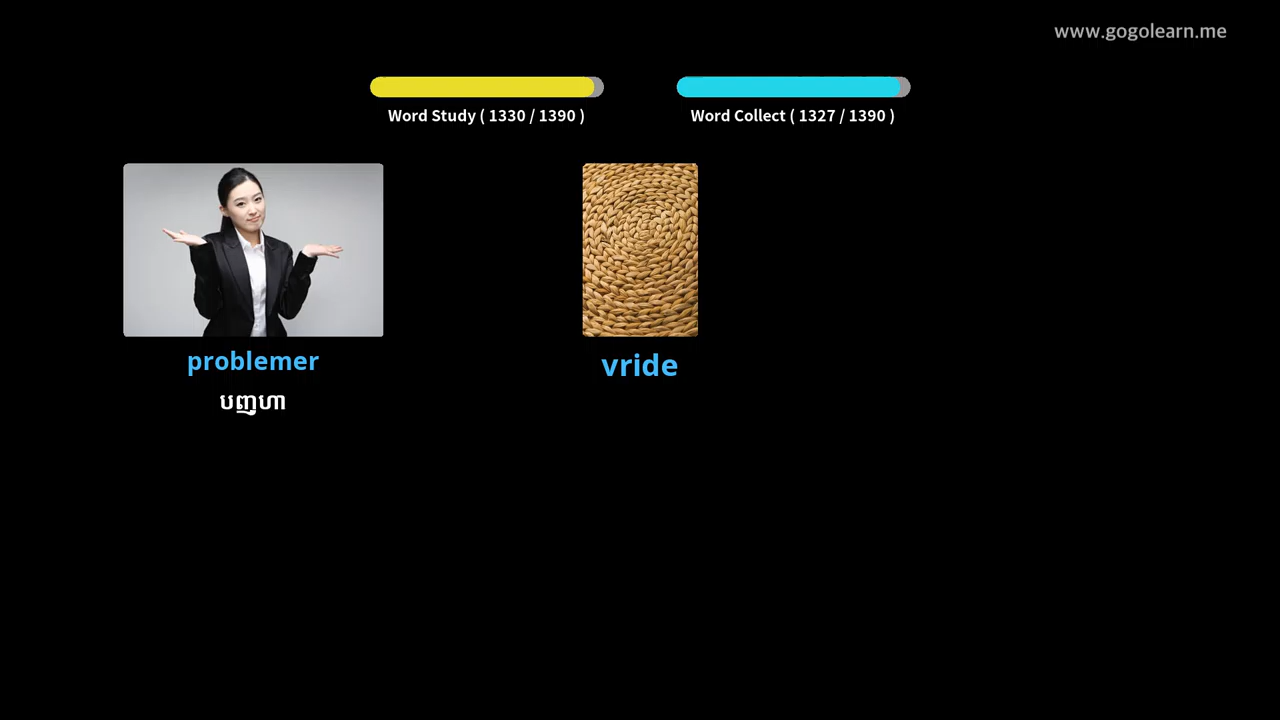 www.gogolearn.me
Word Study ( 1330 / 1390 )
Word Collect ( 1327 / 1390 )
problemer
បញ្ហា
vride